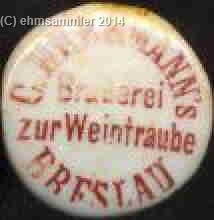 (C) ehmsammler 2014
Brauerei
zur Weintraube
BRESLAU